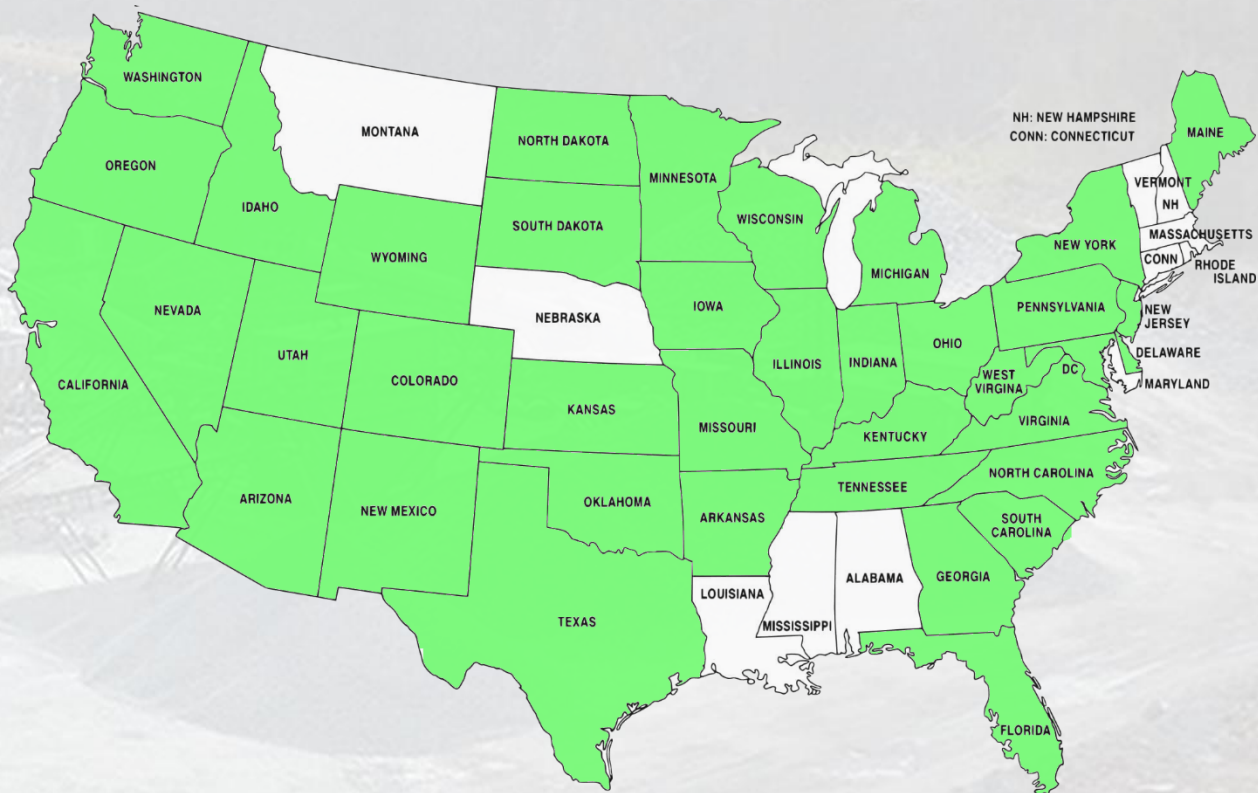 WASHINGTON
MONTANA
NORTH DAKOTA
MINNESOTA
NH: NEW HAMPSHIRE
CONN: CONNECTICUT
MAINE
OREGON
IDAHO
SOUTH DAKOTA
WISCONSIN
VERMONT
NH
WYOMING
MICHIGAN
NEW YORK
MASSACHUSETTS
CONN
RHODE
ISLAND
NEVADA
NEBRASKA
IOWA
PENNSYLVANIA
NEW
JERSEY
UTAH
COLORADO
ILLINOIS
INDIANA
OHIO
DELAWARE
CALIFORNIA
WEST
VIRGINA
DC
MARYLAND
KANSAS
MISSOURI
KENTUCKY
VIRGINIA
ARIZONA
NEW MEXICO
OKLAHOMA
ARKANSAS
TENNESSEE
NORTH CAROLINA
SOUTH
CAROLINA
TEXAS
LOUISIANA
MISSISSIPPI
ALABAMA
GEORGIA
FLORIDA